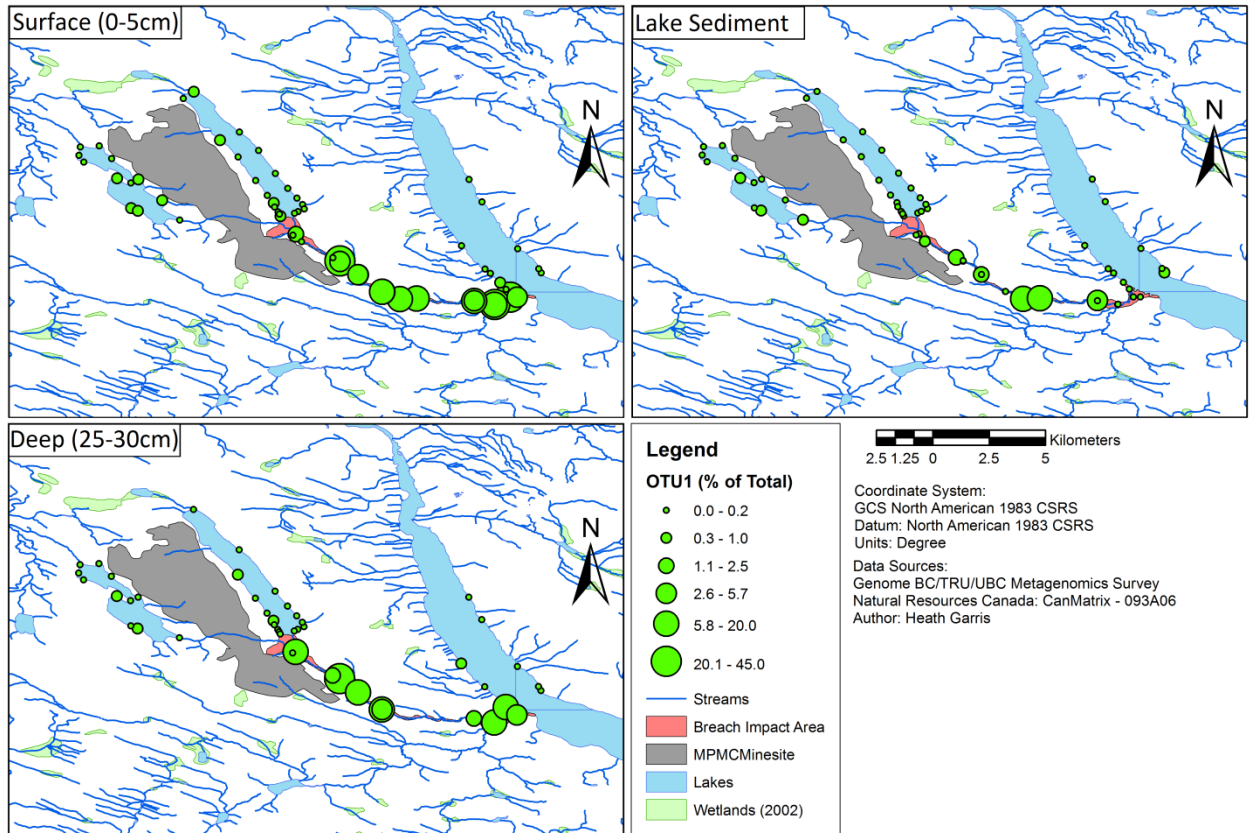 Surface (0-5cm)
N
Lake Sediment
N
Deep (25-30cm)
N
Legend
OTU1 (% of Total)
0.0 - 0.2
0.3 - 1.0
1.1 - 2.5
2.6 - 5.7
5.8 - 20.0
20.1 - 45.0
Streams
Breach Impact Area
MPMCMinesite
Lakes
Wetlands (2002)
Kilometers
2.5 1.25 0 2.5 5
Coordinate System:
GCS North American 1983 CSRS
Datum: North American 1983 CSRS
Units: Degree
Data Sources:
Genome BC/TRU/UBC Metagenomics Survey
Natural Resources Canada: CanMatrix - 093A06
Author: Heath Garris